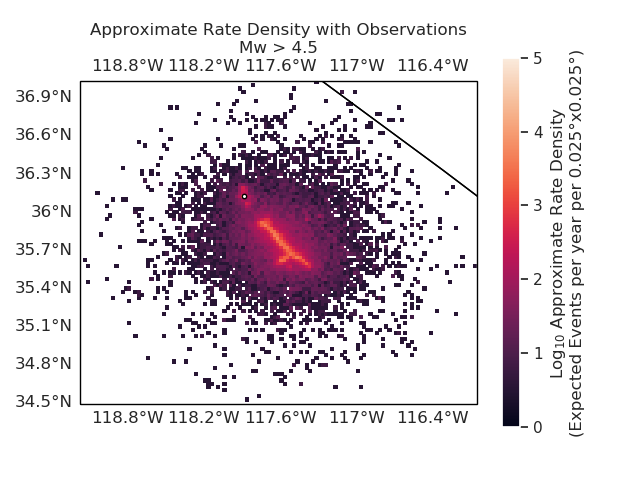 Approximate Rate Density with Observations
Mw > 4.5
118.8°W 118.2°W 117.6°W 117°W 116.4°W
36.9°N
36.6°N
36.3°N
36°N
35.7°N
35.4°N
35.1°N
34.8°N
34.5°N
118.8°W 118.2°W 117.6°W 117°W 116.4°W
5
4
3
2
1
0
Log₁₀ Approximate Rate Density
(Expected Events per year per 0.025°x0.025°)